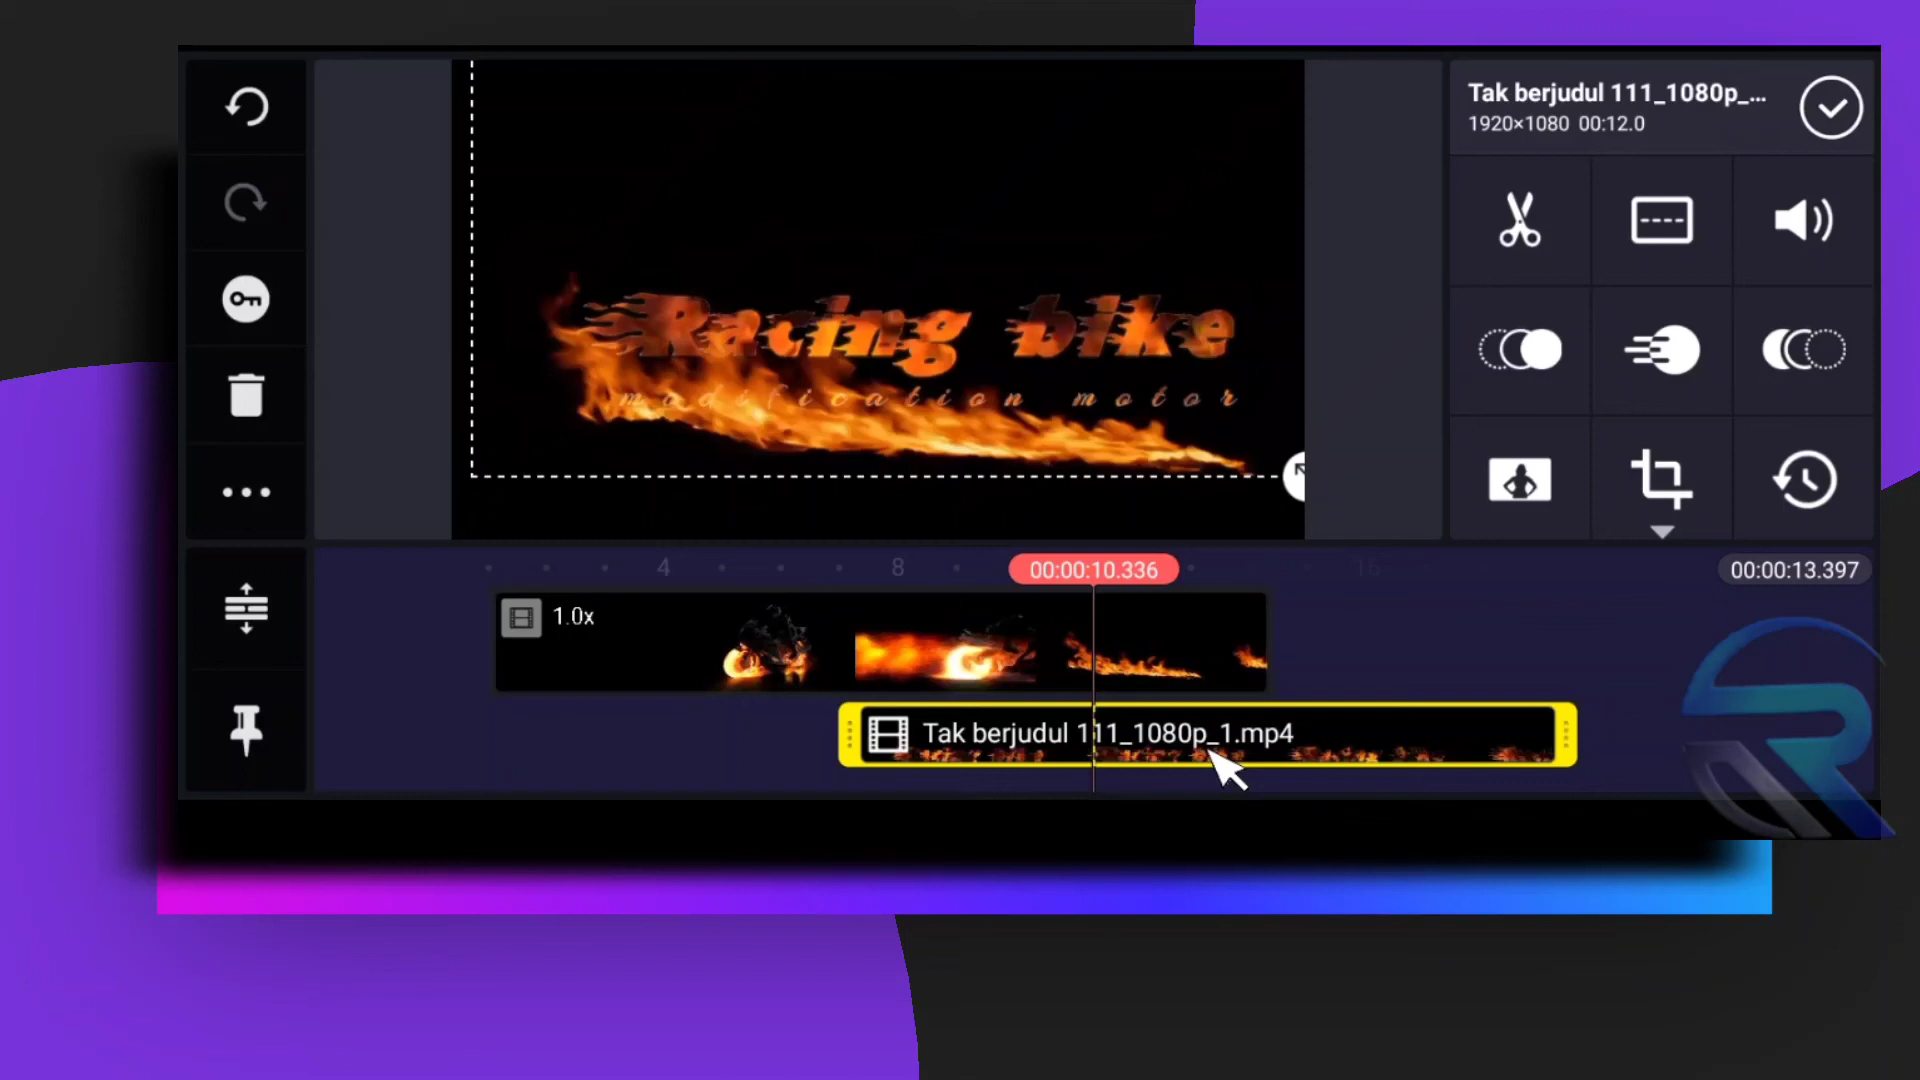 Tak berjudul 111_1080p_...
1920×1080 00:12.0
Racing bike
modification motor
4
8
00:00:10.336
16
00:00:13.397
1.0x
Tak berjudul 111_1080p_1.mp4